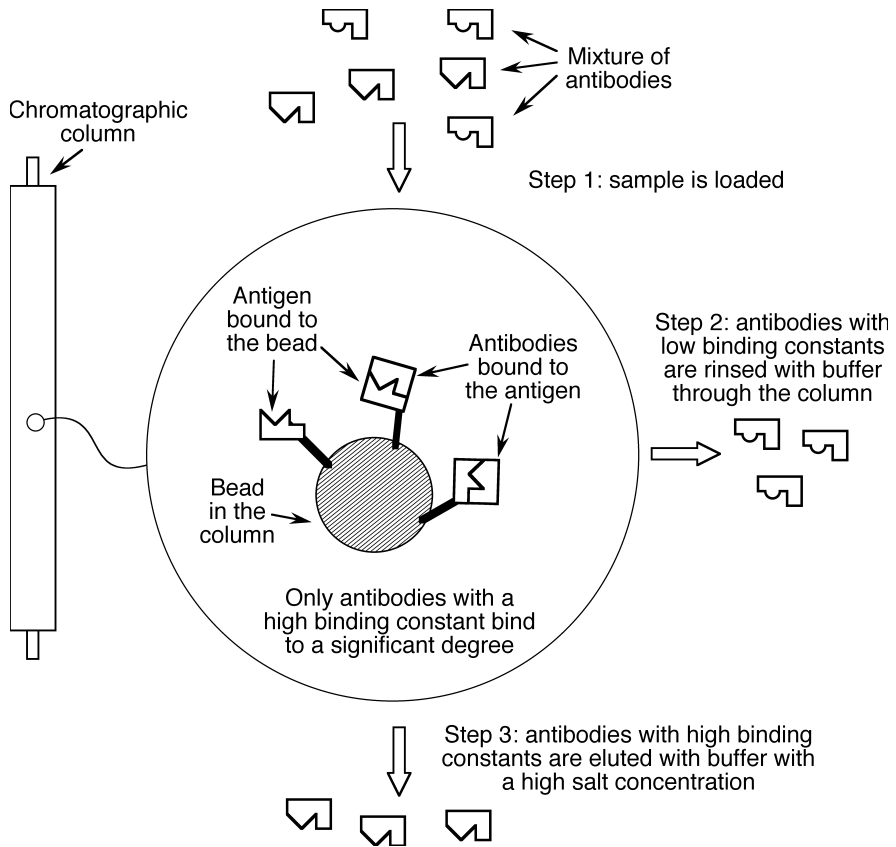 Mixture of
antibodies
Chromatographic
column
Step 1: sample is loaded
Antigen
bound to
the bead
Antibodies
bound to
the antigen
Step 2: antibodies with
low binding constants
are rinsed with buffer
through the column
Bead
in the
column
Only antibodies with a
high binding constant bind
to a significant degree
Step 3: antibodies with high binding
constants are eluted with buffer with
a high salt concentration